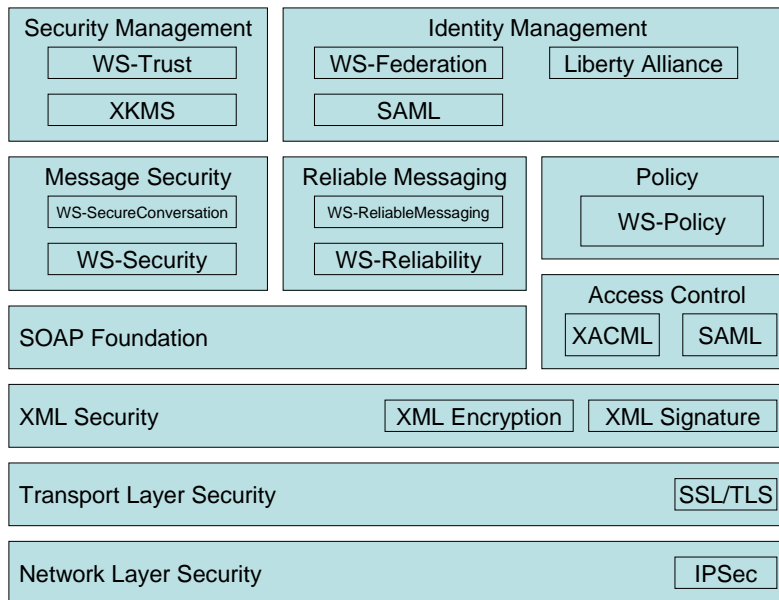 Security Management
WS-Trust
XKMS
Identity Management
WS-Federation
Liberty Alliance
SAML
Message Security
WS-SecureConversation
WS-Security
Reliable Messaging
WS-ReliableMessaging
WS-Reliability
Policy
WS-Policy
Access Control
XACML
SAML
SOAP Foundation
XML Security
XML Encryption
XML Signature
Transport Layer Security
SSL/TLS
Network Layer Security
IPSec